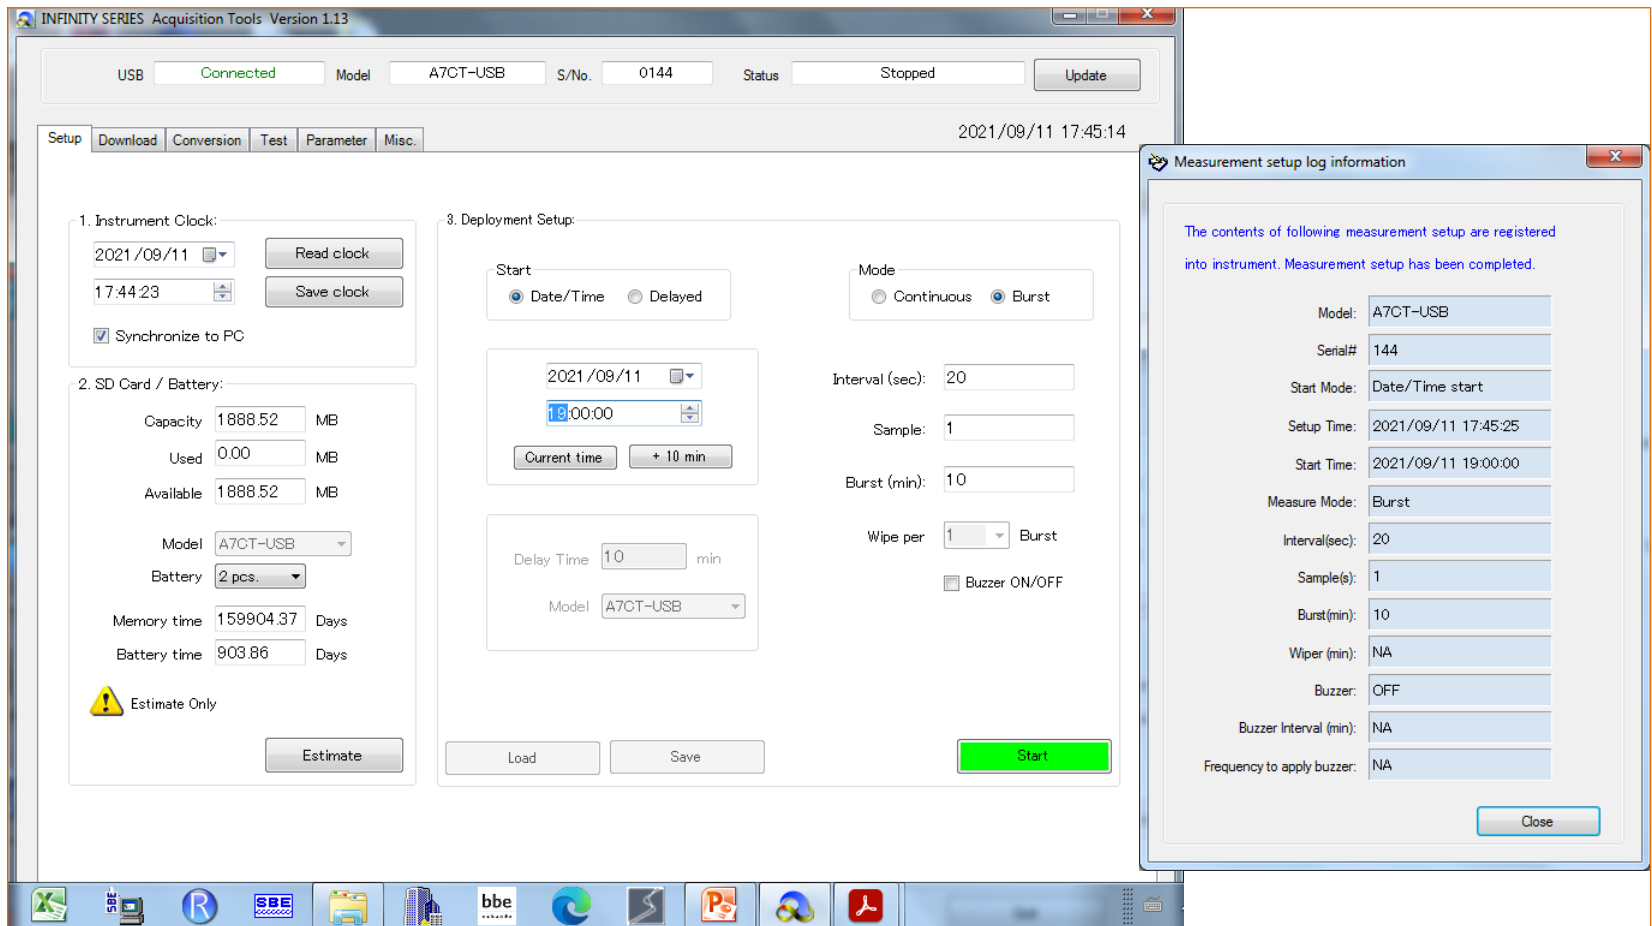 INFINITY SERIES  Acquisition Tools  Version 1.13
USB Connected Model A7CT-USB S/No. 0144 Status Stopped Update
Setup Download Conversion Test Parameter Misc.
2021/09/11 17:45:14
1. Instrument Clock:
2021/09/11
Read clock
17:44:23
Save clock
Synchronize to PC
2. SD Card / Battery:
Capacity 1888.52 MB
Used 0.00 MB
Available 1888.52 MB
Model A7CT-USB
Battery 2 pcs.
Memory time 159904.37 Days
Battery time 903.86 Days
Estimate Only
Estimate
3. Deployment Setup:
Start
Date/Time Delayed
2021/09/11
19:00:00
Current time + 10 min
Delay Time 10 min
Model A7CT-USB
Mode
Continuous Burst
Interval (sec): 20
Sample: 1
Burst (min): 10
Wipe per 1 Burst
Buzzer ON/OFF
Load Save Start
Measurement setup log information
The contents of following measurement setup are registered
into instrument. Measurement setup has been completed.
Model: A7CT-USB
Serial# 144
Start Mode: Date/Time start
Setup Time: 2021/09/11 17:45:25
Start Time: 2021/09/11 19:00:00
Measure Mode: Burst
Interval(sec): 20
Sample(s): 1
Burst(min): 10
Wiper (min): NA
Buzzer: OFF
Buzzer Interval (min): NA
Frequency to apply buzzer: NA
Close
SBE
R
SBE
bbe